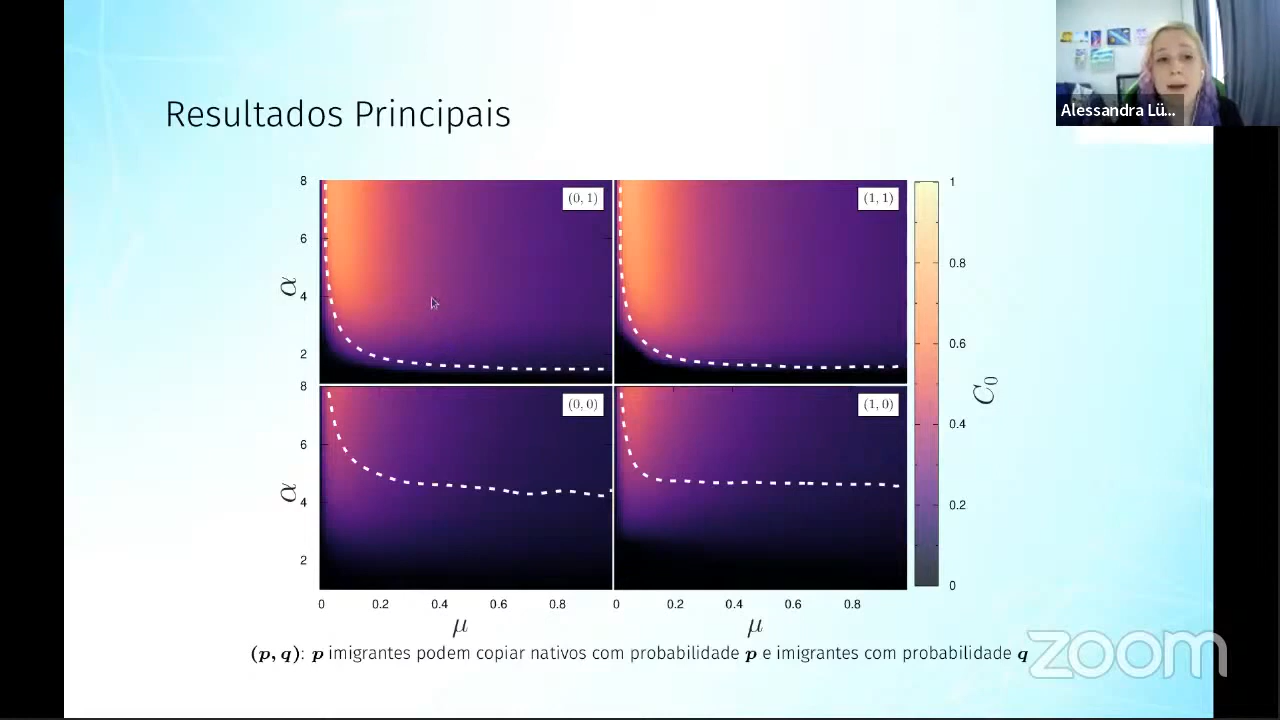 Alessandra Lü...
Resultados Principais
8
6
4
2
α
(0, 1)
(1, 1)
8
6
4
2
α
(0, 0)
(1, 0)
0 0.2 0.4 0.6 0.8
μ
0 0.2 0.4 0.6 0.8
μ
1
0.8
0.6
0.4
0.2
0
C₀
(p, q): p imigrantes podem copiar nativos com probabilidade p e imigrantes com probabilidade q
zoom